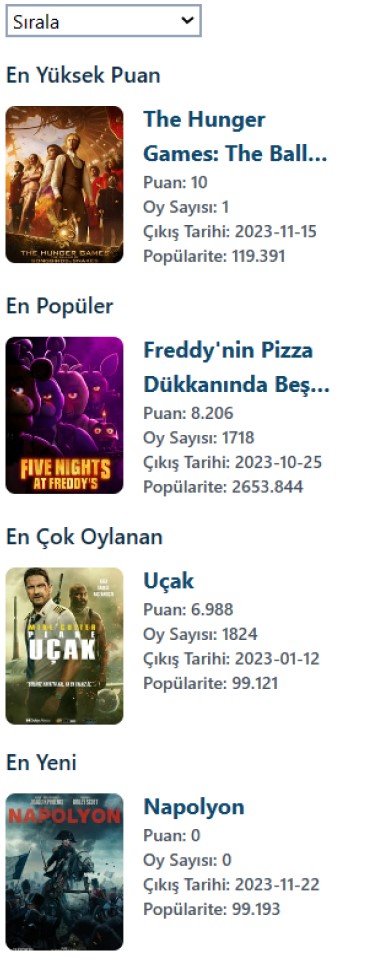 Sırala
En Yüksek Puan
The Hunger
Games: The Ball...
Puan: 10
Oy Sayısı: 1
Çıkış Tarihi: 2023-11-15
Popülarite: 119.391
THE HUNGER GAMES
En Popüler
Freddy'nin Pizza
Dükkanında Beş...
Puan: 8.206
Oy Sayısı: 1718
Çıkış Tarihi: 2023-10-25
Popülarite: 2653.844
FIVE NIGHTS
AT FREDDY'S
En Çok Oylanan
Uçak
Puan: 6.988
Oy Sayısı: 1824
Çıkış Tarihi: 2023-01-12
Popülarite: 99.121
PLANE
UÇAK
En Yeni
Napolyon
Puan: 0
Oy Sayısı: 0
Çıkış Tarihi: 2023-11-22
Popülarite: 99.193
JOAQUIN PHOENIX
RIDLEY SCOTT
NAPOLYON